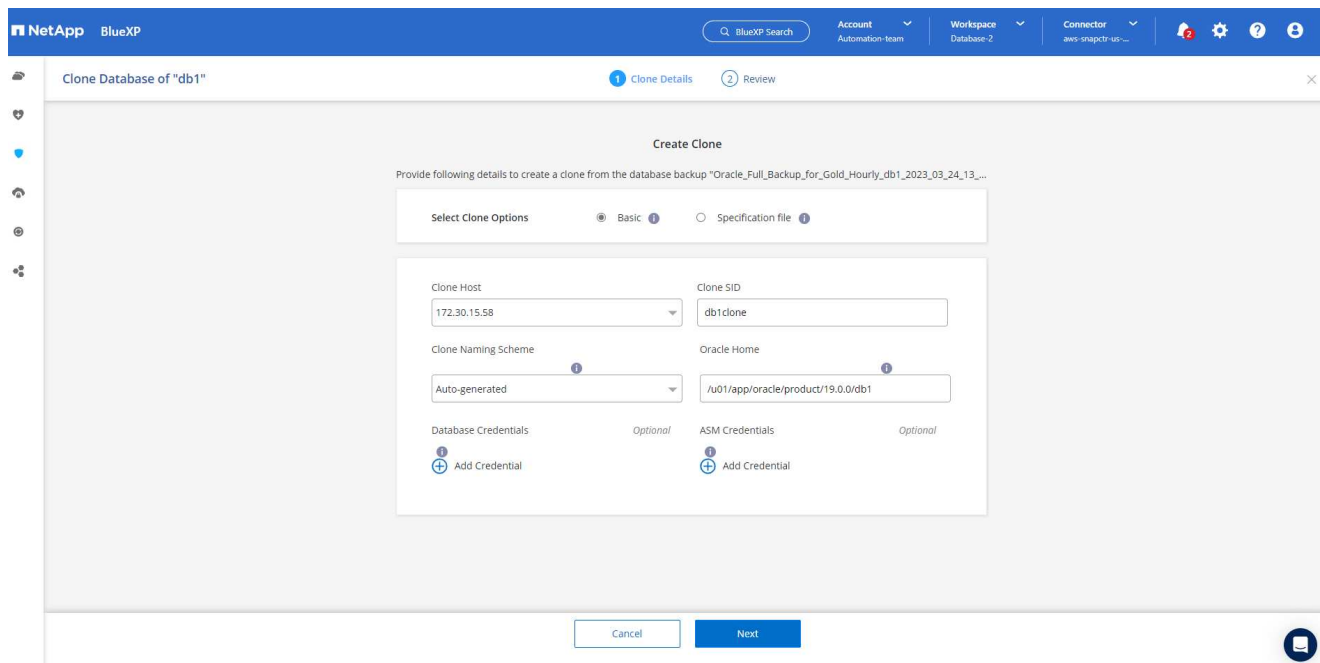 NetApp BlueXP
BlueXP Search
Account
Automation-team
Workspace
Database-2
Connector
aws-snapctr-us-...
2
Clone Database of "db1"
1 Clone Details
2 Review
Create Clone
Provide following details to create a clone from the database backup "Oracle_Full_Backup_for_Gold_Hourly_db1_2023_03_24_13_...
Select Clone Options
Basic
Specification file
Clone Host
Clone SID
172.30.15.58
db1clone
Clone Naming Scheme
Oracle Home
Auto-generated
/u01/app/oracle/product/19.0.0/db1
Database Credentials Optional
ASM Credentials Optional
Add Credential
Add Credential
Cancel
Next